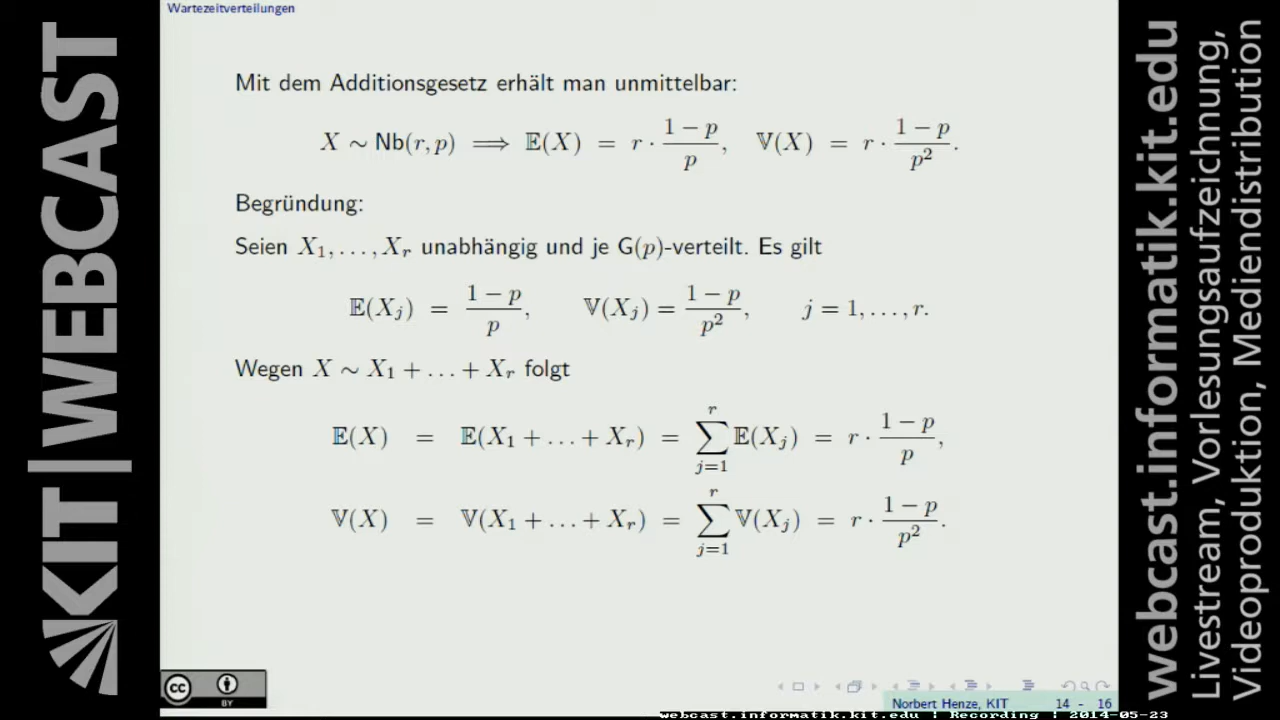 Wartezeitverteilungen
Mit dem Additionsgesetz erhält man unmittelbar:
X ∼ Nb(r, p) ⟹ 𝔼(X) = r · (1 − p)/p, 𝕍(X) = r · (1 − p)/p².
Begründung:
Seien X₁, . . . , Xᵣ unabhängig und je G(p)-verteilt. Es gilt
𝔼(Xⱼ) = (1 − p)/p, 𝕍(Xⱼ) = (1 − p)/p², j = 1, . . . , r.
Wegen X ∼ X₁ + . . . + Xᵣ folgt
𝔼(X) = 𝔼(X₁ + . . . + Xᵣ) = ∑_{j=1}^{r} 𝔼(Xⱼ) = r · (1 − p)/p,
𝕍(X) = 𝕍(X₁ + . . . + Xᵣ) = ∑_{j=1}^{r} 𝕍(Xⱼ) = r · (1 − p)/p².
Norbert Henze, KIT 14 - 16
webcast.informatik.kit.edu | Recording | 2014-05-23
cc BY
KIT | WEBCAST
webcast.informatik.kit.edu
Livestream, Vorlesungsaufzeichnung,
Videoproduktion, Mediendistribution